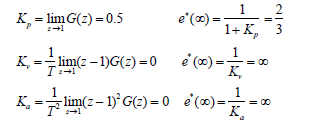 K_p = lim_{z→1} G(z) = 0.5    e*(∞) = 1/(1+K_p) = 2/3
K_v = 1/T lim_{z→1} (z−1)G(z) = 0    e*(∞) = 1/K_v = ∞
K_a = 1/T² lim_{z→1} (z−1)² G(z) = 0    e*(∞) = 1/K_a = ∞